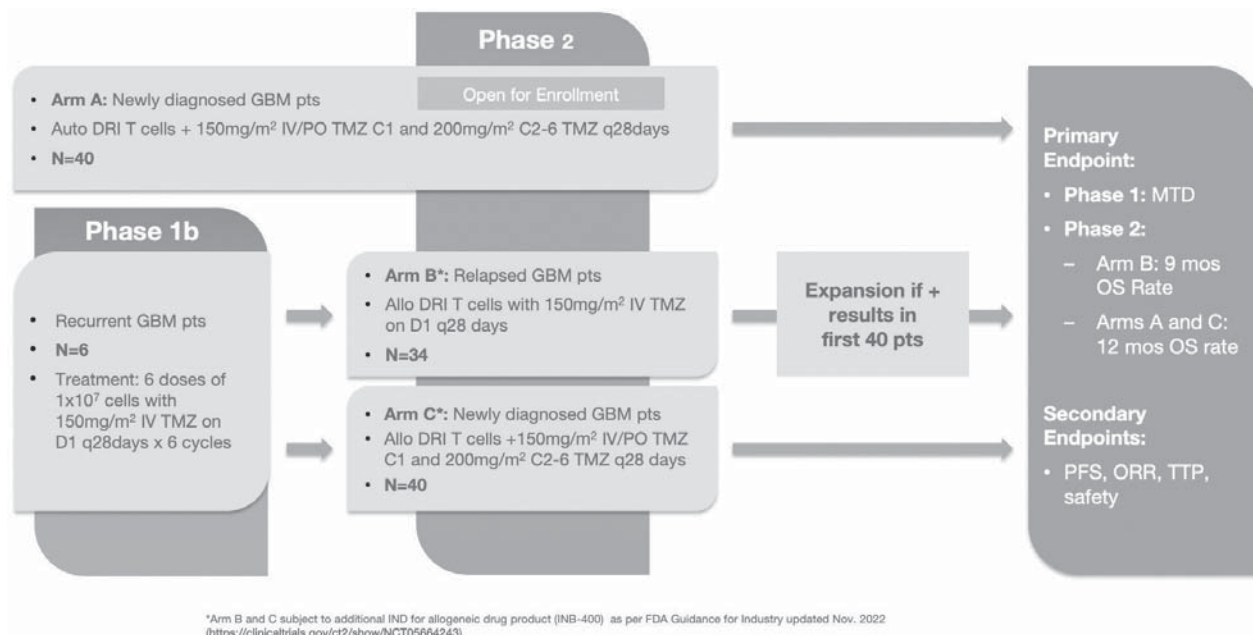 Phase 2
Open for Enrollment
• Arm A: Newly diagnosed GBM pts
• Auto DRI T cells + 150mg/m² IV/PO TMZ C1 and 200mg/m² C2-6 TMZ q28days
• N=40
Phase 1b
• Recurrent GBM pts
• N=6
• Treatment: 6 doses of
1x10⁷ cells with
150mg/m² IV TMZ on
D1 q28days x 6 cycles
• Arm B*: Relapsed GBM pts
• Allo DRI T cells with 150mg/m² IV TMZ
on D1 q28 days
• N=34
• Arm C*: Newly diagnosed GBM pts
• Allo DRI T cells +150mg/m² IV/PO TMZ
C1 and 200mg/m² C2-6 TMZ q28 days
• N=40
Expansion if +
results in
first 40 pts
Primary
Endpoint:
• Phase 1: MTD
• Phase 2:
– Arm B: 9 mos
OS Rate
– Arms A and C:
12 mos OS rate
Secondary
Endpoints:
• PFS, ORR, TTP,
safety
*Arm B and C subject to additional IND for allogeneic drug product (INB-400) as per FDA Guidance for Industry updated Nov. 2022
(https://clinicaltrials.gov/ct2/show/NCT05664243)